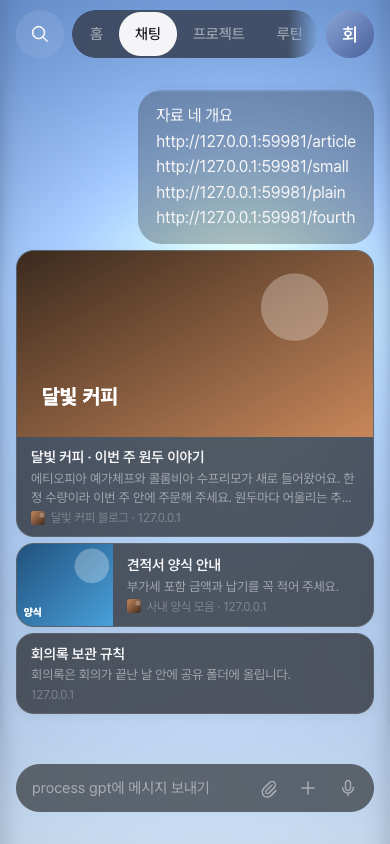 홈
채팅
프로젝트
루틴
회
자료 네 개요
http://127.0.0.1:59981/article
http://127.0.0.1:59981/small
http://127.0.0.1:59981/plain
http://127.0.0.1:59981/fourth
달빛 커피
달빛 커피 · 이번 주 원두 이야기
에티오피아 예가체프와 콜롬비아 수프리모가 새로 들어왔어요. 한
정 수량이라 이번 주 안에 주문해 주세요. 원두마다 어울리는 추...
달빛 커피 블로그 · 127.0.0.1
양식
견적서 양식 안내
부가세 포함 금액과 납기를 꼭 적어 주세요.
사내 양식 모음 · 127.0.0.1
회의록 보관 규칙
회의록은 회의가 끝난 날 안에 공유 폴더에 올립니다.
127.0.0.1
process gpt에 메시지 보내기